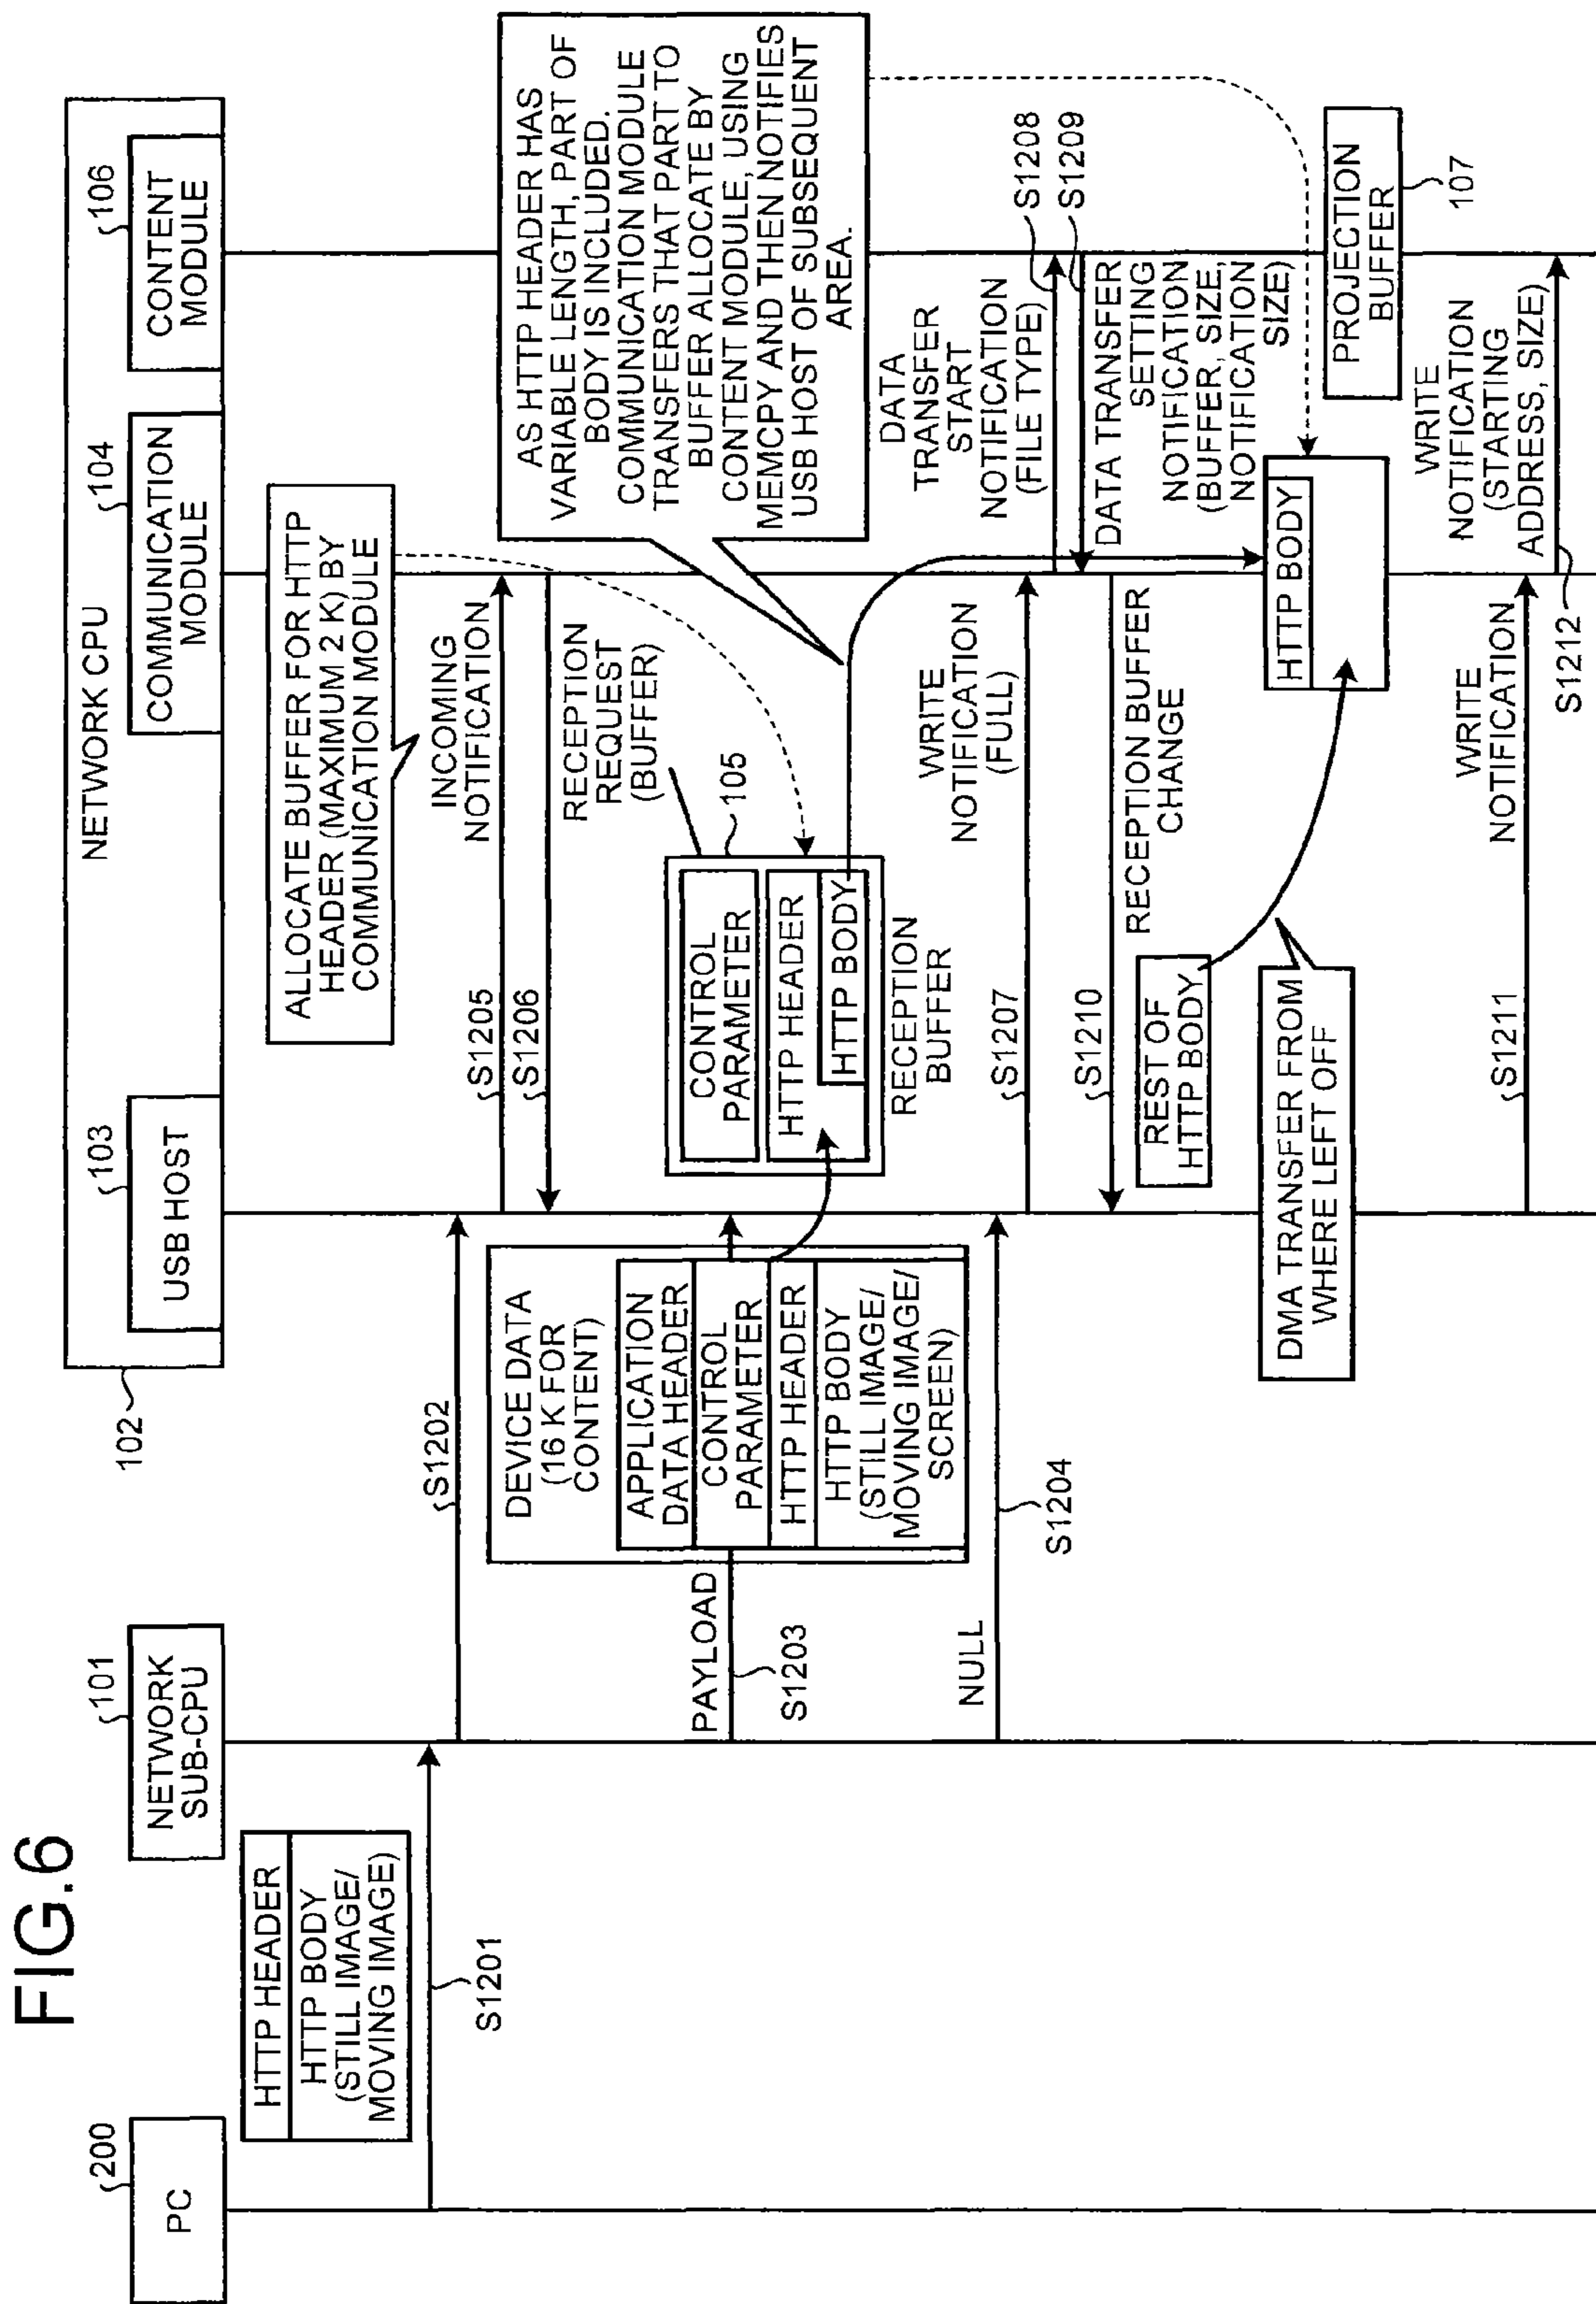 FIG.6
NETWORK CPU
102
200
PC
101
NETWORK
SUB-CPU
103
USB HOST
104
COMMUNICATION
MODULE
106
CONTENT
MODULE
HTTP HEADER
HTTP BODY
(STILL IMAGE/
MOVING IMAGE)
S1201
S1202
DEVICE DATA
(16 K FOR
CONTENT)
APPLICATION
DATA HEADER
CONTROL
PARAMETER
HTTP HEADER
HTTP BODY
(STILL IMAGE/
MOVING IMAGE/
SCREEN)
PAYLOAD
S1203
NULL
S1204
ALLOCATE BUFFER FOR HTTP
HEADER (MAXIMUM 2 K) BY
COMMUNICATION MODULE
INCOMING
NOTIFICATION
S1205
S1206
RECEPTION
REQUEST
(BUFFER)
105
CONTROL
PARAMETER
HTTP HEADER
HTTP BODY
RECEPTION
BUFFER
AS HTTP HEADER HAS
VARIABLE LENGTH, PART OF
BODY IS INCLUDED.
COMMUNICATION MODULE
TRANSFERS THAT PART TO
BUFFER ALLOCATE BY
CONTENT MODULE, USING
MEMCPY AND THEN NOTIFIES
USB HOST OF SUBSEQUENT
AREA.
WRITE
NOTIFICATION
(FULL)
S1207
DATA
TRANSFER
START
NOTIFICATION
(FILE TYPE)
S1208
S1209
DATA TRANSFER
SETTING
NOTIFICATION
(BUFFER, SIZE,
NOTIFICATION
SIZE)
S1210
RECEPTION BUFFER
CHANGE
REST OF
HTTP BODY
DMA TRANSFER FROM
WHERE LEFT OFF
HTTP BODY
PROJECTION
BUFFER
107
WRITE
NOTIFICATION
S1211
WRITE
NOTIFICATION
(STARTING
ADDRESS, SIZE)
S1212